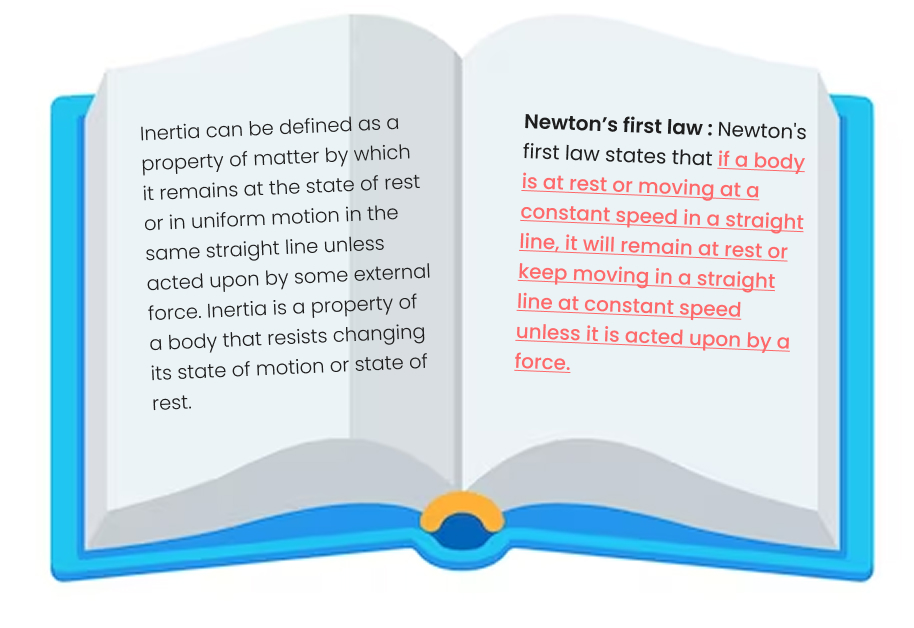 Inertia can be defined as a
property of matter by which
it remains at the state of rest
or in uniform motion in the
same straight line unless
acted upon by some external
force. Inertia is a property of
a body that resists changing
its state of motion or state of
rest.
Newton’s first law : Newton's
first law states that if a body
is at rest or moving at a
constant speed in a straight
line, it will remain at rest or
keep moving in a straight
line at constant speed
unless it is acted upon by a
force.